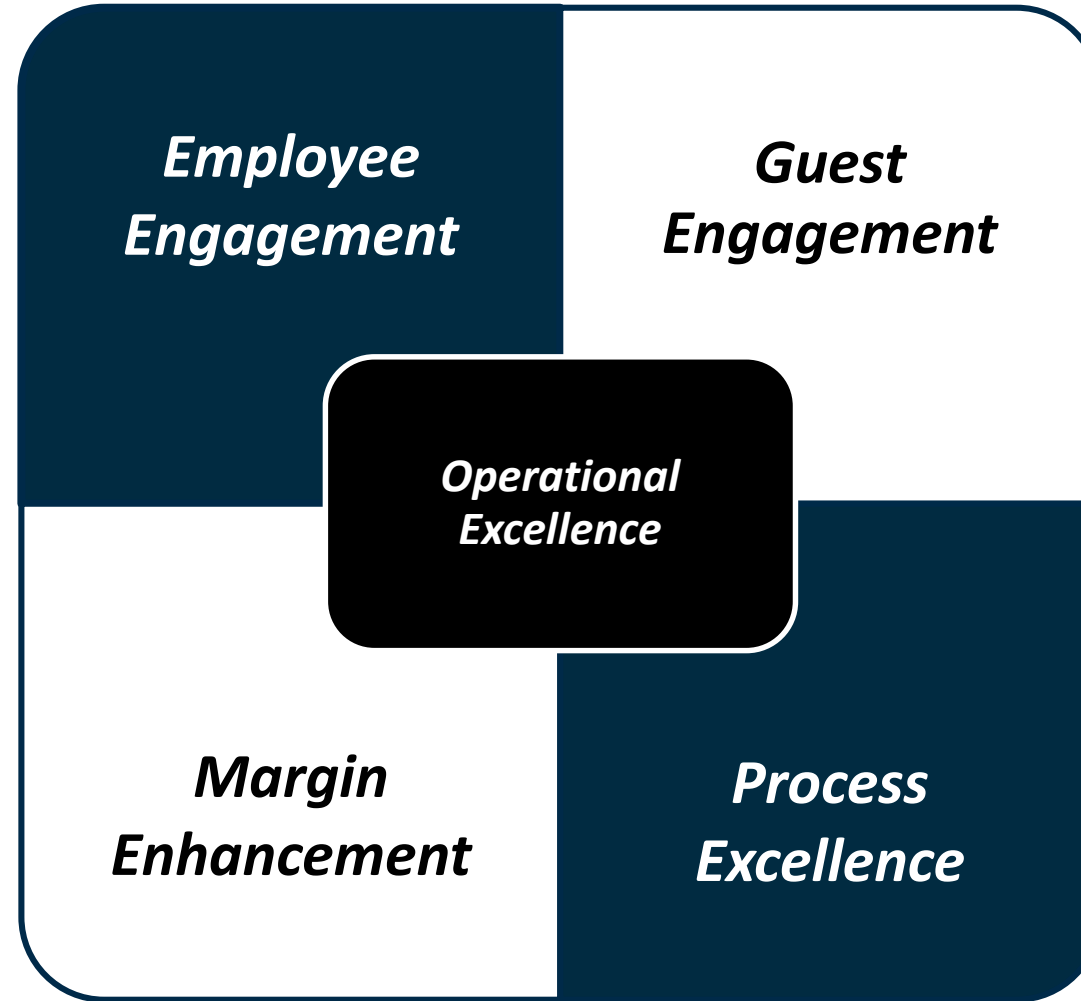 Employee
Engagement
Guest
Engagement
Operational
Excellence
Margin
Enhancement
Process
Excellence